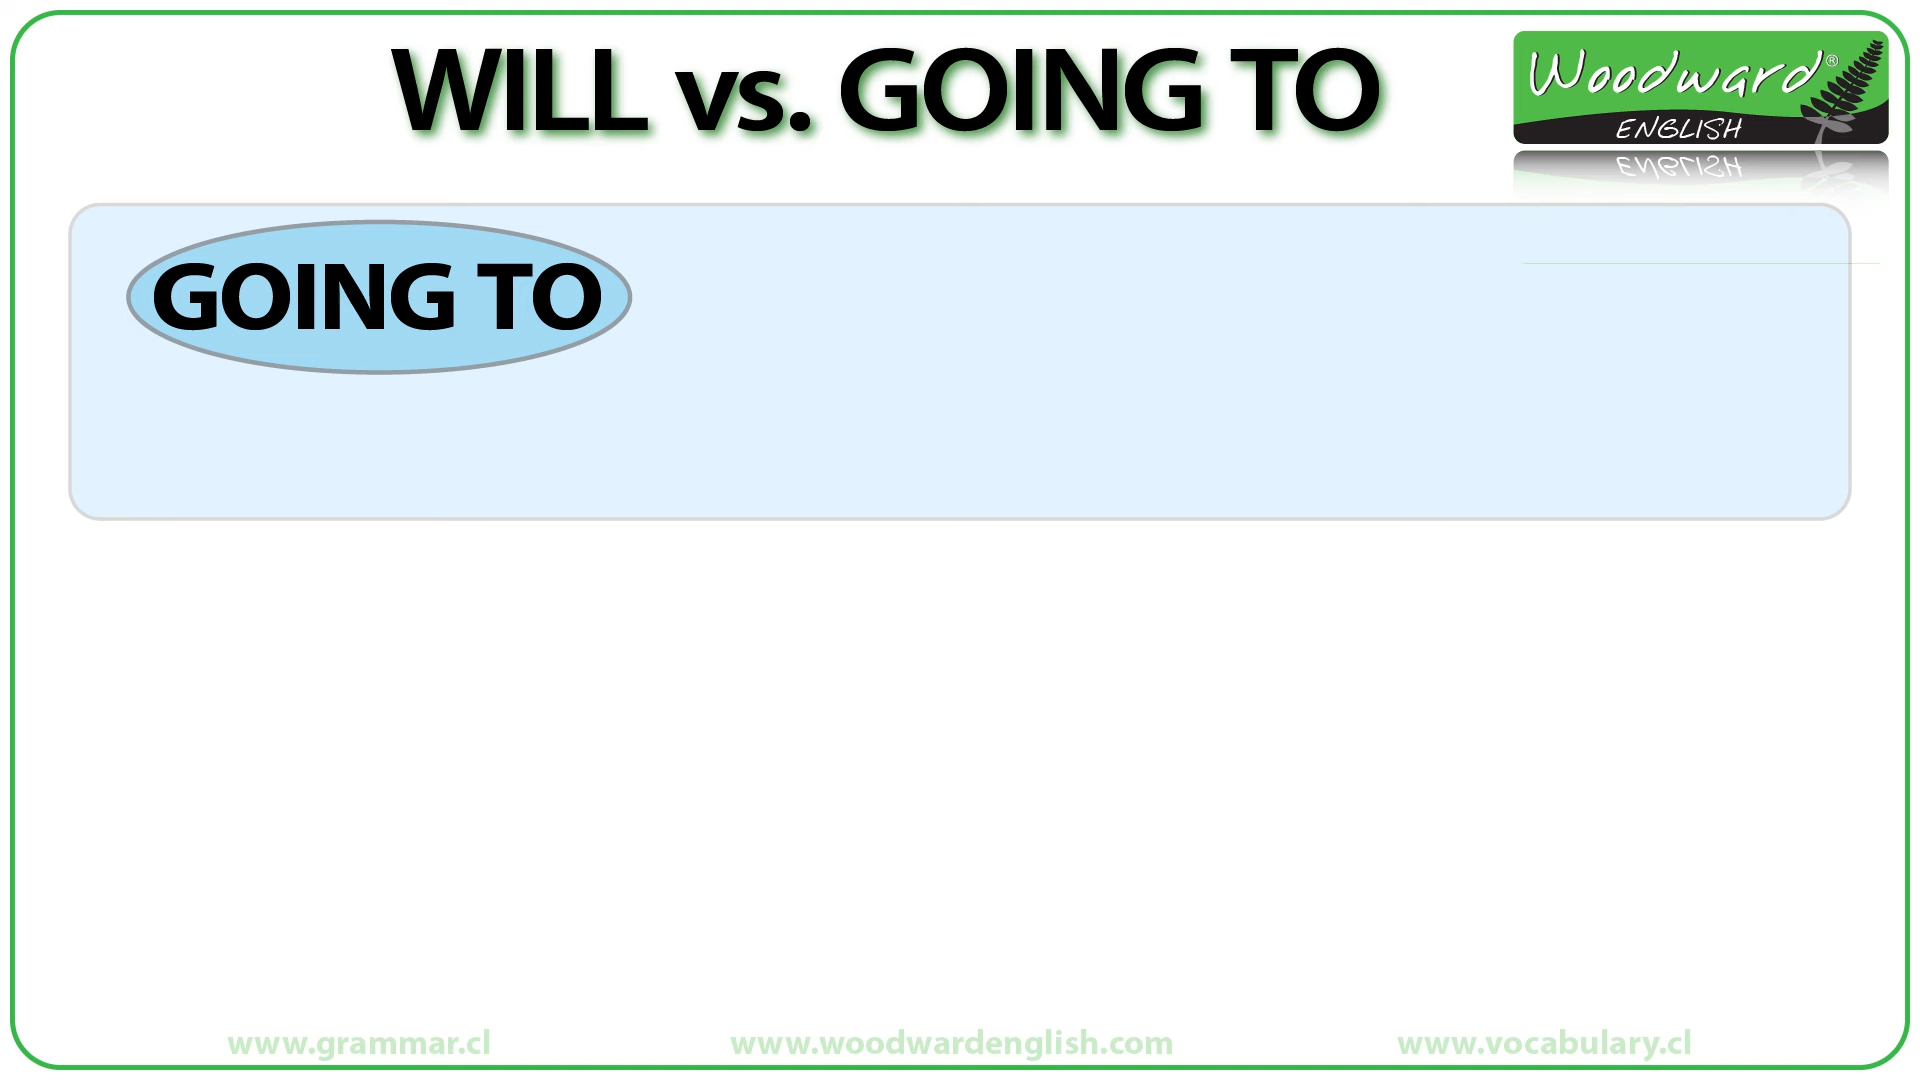 WILL vs. GOING TO
Woodward®
ENGLISH
GOING TO
www.grammar.cl
www.woodwardenglish.com
www.vocabulary.cl